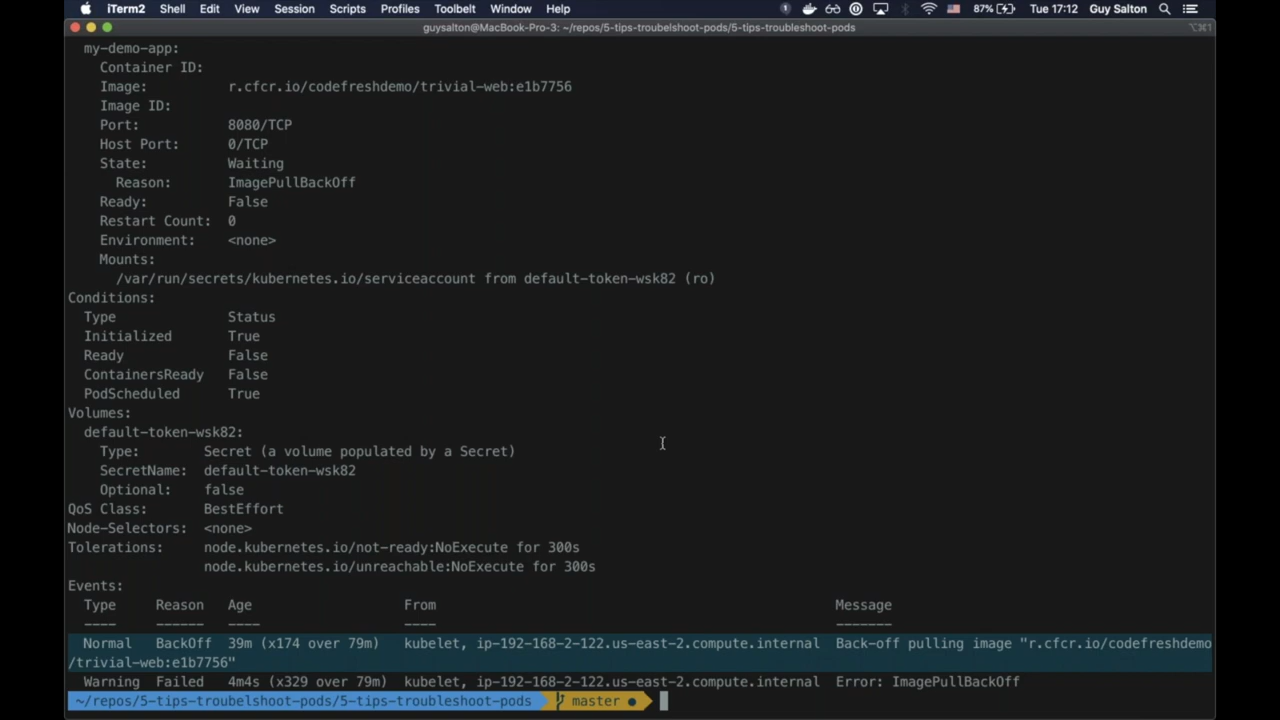 iTerm2 Shell Edit View Session Scripts Profiles Toolbelt Window Help 87% Tue 17:12 Guy Salton
guysalton@MacBook-Pro-3: ~/repos/5-tips-troubelshoot-pods/5-tips-troubleshoot-pods ⌥⌘1
my-demo-app:
Container ID:
Image: r.cfcr.io/codefreshdemo/trivial-web:e1b7756
Image ID:
Port: 8080/TCP
Host Port: 0/TCP
State: Waiting
Reason: ImagePullBackOff
Ready: False
Restart Count: 0
Environment: <none>
Mounts:
/var/run/secrets/kubernetes.io/serviceaccount from default-token-wsk82 (ro)
Conditions:
Type Status
Initialized True
Ready False
ContainersReady False
PodScheduled True
Volumes:
default-token-wsk82:
Type: Secret (a volume populated by a Secret)
SecretName: default-token-wsk82
Optional: false
QoS Class: BestEffort
Node-Selectors: <none>
Tolerations: node.kubernetes.io/not-ready:NoExecute for 300s
node.kubernetes.io/unreachable:NoExecute for 300s
Events:
Type Reason Age From Message
---- ------ ---- ---- -------
Normal BackOff 39m (x174 over 79m) kubelet, ip-192-168-2-122.us-east-2.compute.internal Back-off pulling image "r.cfcr.io/codefreshdemo
/trivial-web:e1b7756"
Warning Failed 4m4s (x329 over 79m) kubelet, ip-192-168-2-122.us-east-2.compute.internal Error: ImagePullBackOff
~/repos/5-tips-troubelshoot-pods/5-tips-troubleshoot-pods master ●